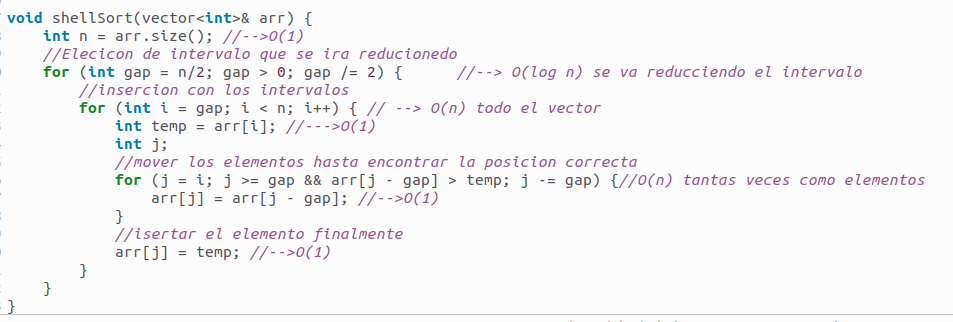 void shellSort(vector<int>& arr) {
int n = arr.size(); //-->O(1)
//Elecicon de intervalo que se ira reducionedo
for (int gap = n/2; gap > 0; gap /= 2) { //--> O(log n) se va reducciendo el intervalo
//insercion con los intervalos
for (int i = gap; i < n; i++) { // --> O(n) todo el vector
int temp = arr[i]; //--->O(1)
int j;
//mover los elementos hasta encontrar la posicion correcta
for (j = i; j >= gap && arr[j - gap] > temp; j -= gap) {//O(n) tantas veces como elementos
arr[j] = arr[j - gap]; //-->O(1)
}
//isertar el elemento finalmente
arr[j] = temp; //-->O(1)
}
}
}